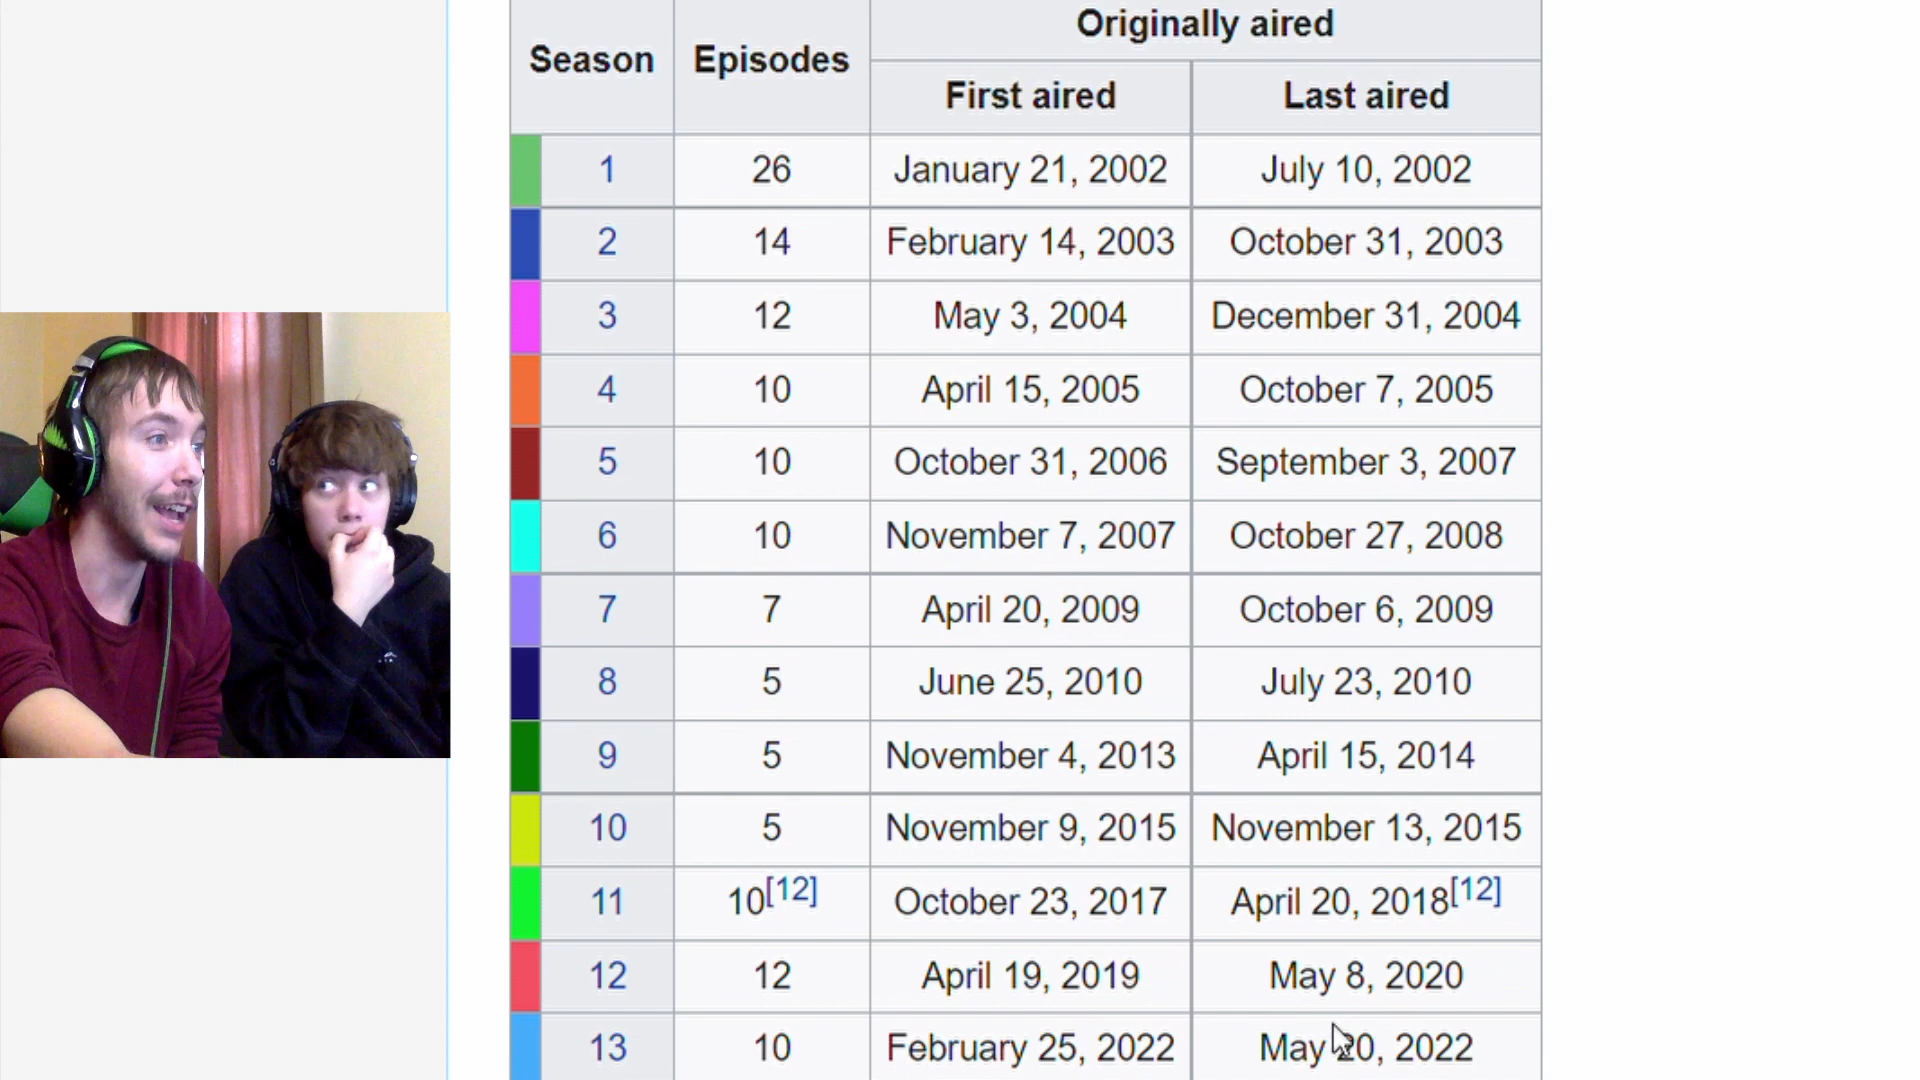 Season Episodes Originally aired
First aired Last aired
1 26 January 21, 2002 July 10, 2002
2 14 February 14, 2003 October 31, 2003
3 12 May 3, 2004 December 31, 2004
4 10 April 15, 2005 October 7, 2005
5 10 October 31, 2006 September 3, 2007
6 10 November 7, 2007 October 27, 2008
7 7 April 20, 2009 October 6, 2009
8 5 June 25, 2010 July 23, 2010
9 5 November 4, 2013 April 15, 2014
10 5 November 9, 2015 November 13, 2015
11 10[12] October 23, 2017 April 20, 2018[12]
12 12 April 19, 2019 May 8, 2020
13 10 February 25, 2022 May 20, 2022